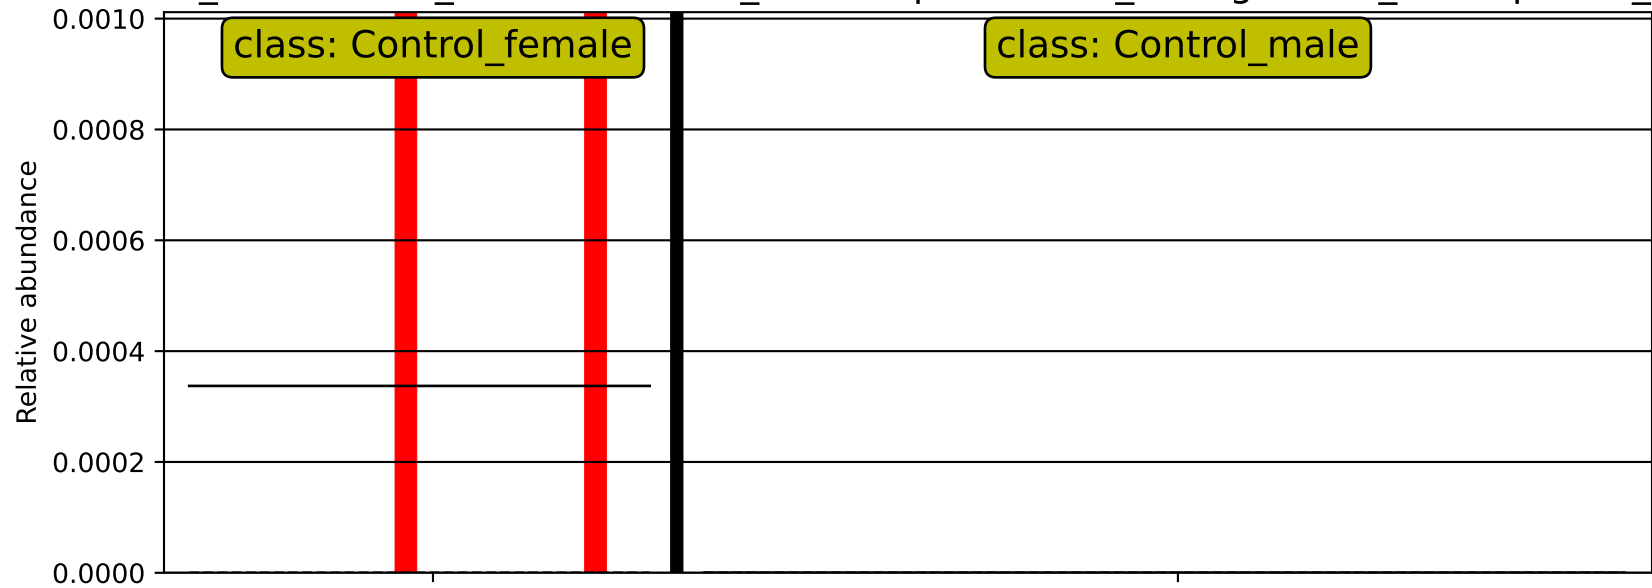 0.0010
class: Control_female
class: Control_male
0.0008
0.0006
0.0004
0.0002
0.0000
Relative abundance